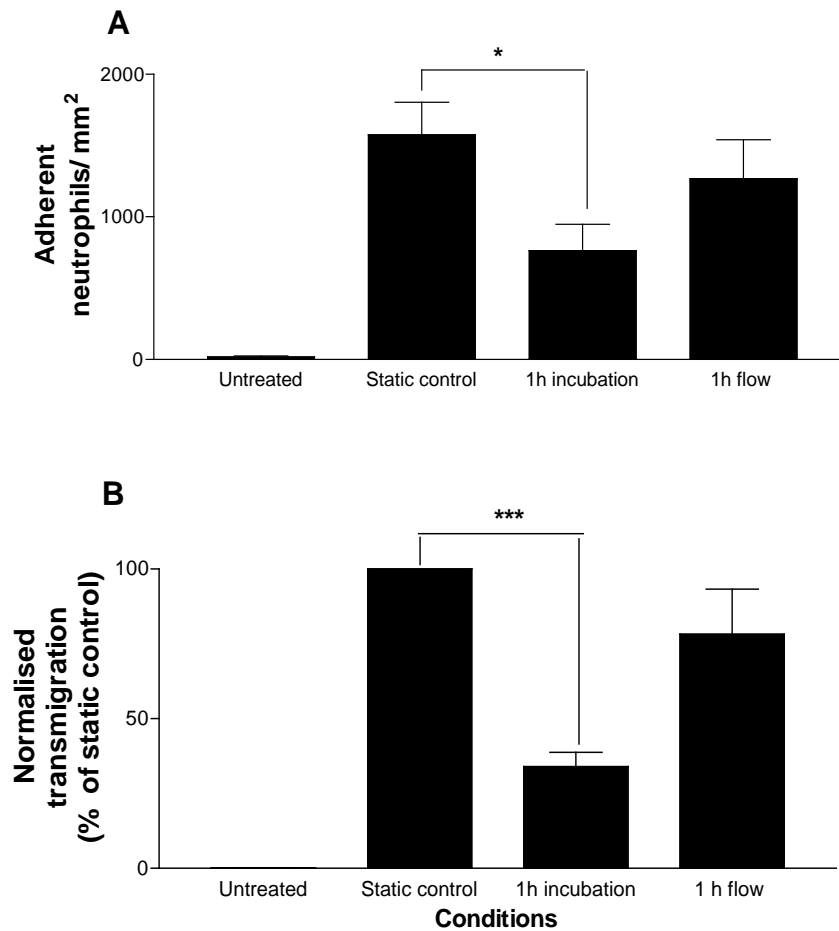 A
*
2000
1000
0
Adherent
neutrophils/ mm²
Untreated
Static control
1h incubation
1h flow
B
***
100
50
0
Normalised
transmigration
(% of static control)
Untreated
Static control
1h incubation
1 h flow
Conditions